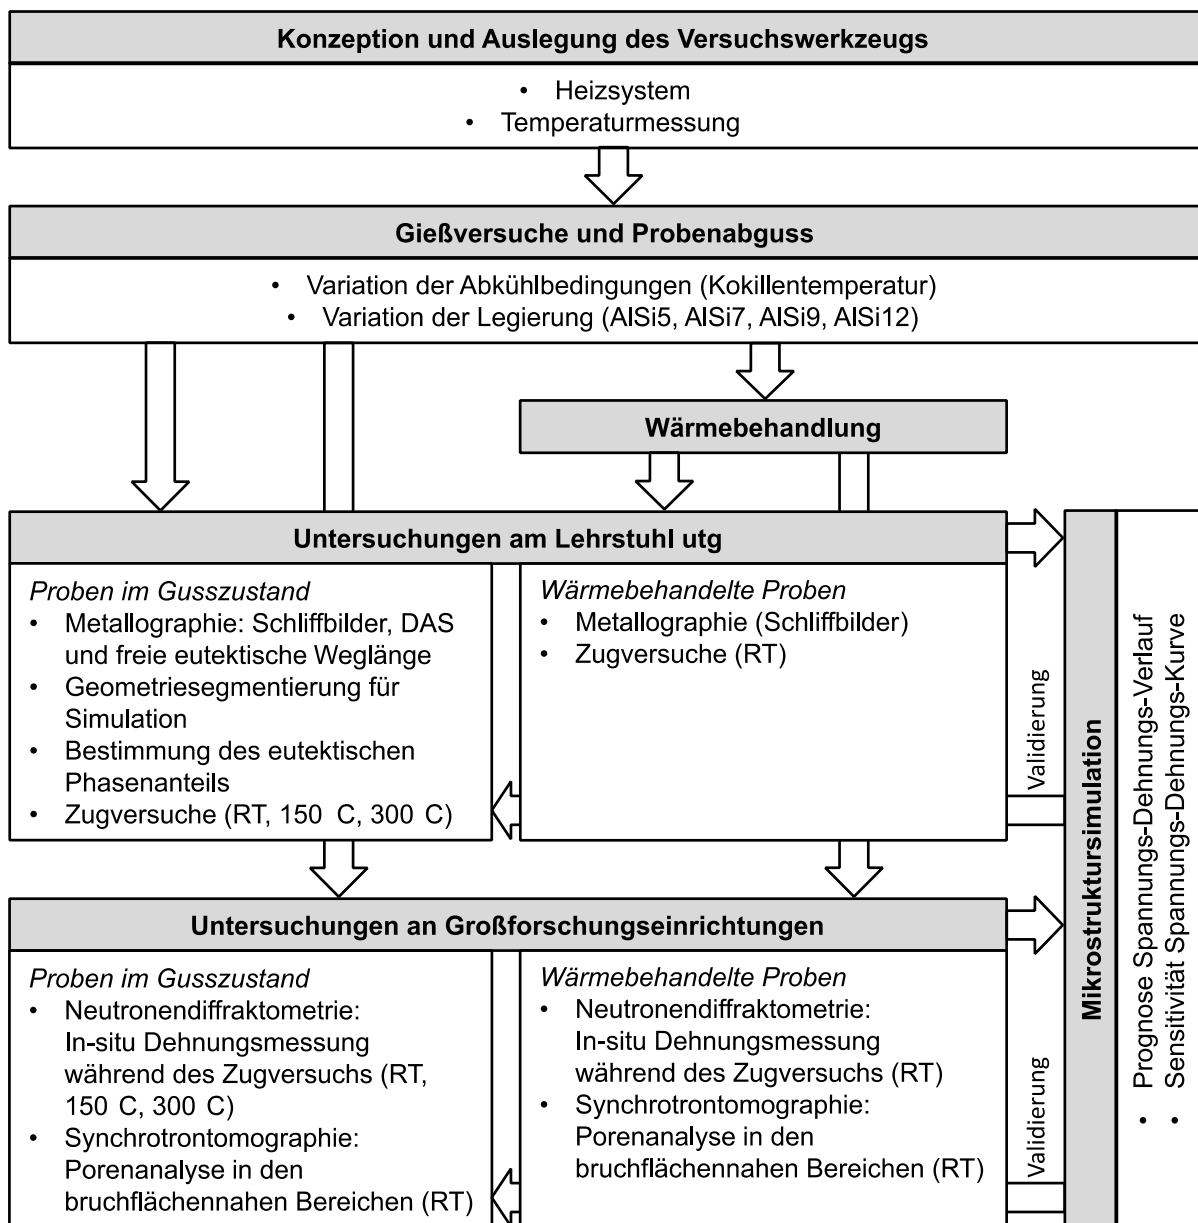 Konzeption und Auslegung des Versuchswerkzeugs
• Heizsystem
• Temperaturmessung
Gießversuche und Probenabguss
• Variation der Abkühlbedingungen (Kokillentemperatur)
• Variation der Legierung (AlSi5, AlSi7, AlSi9, AlSi12)
Wärmebehandlung
Untersuchungen am Lehrstuhl utg
Proben im Gusszustand
• Metallographie: Schliffbilder, DAS
und freie eutektische Weglänge
• Geometriesegmentierung für
Simulation
• Bestimmung des eutektischen
Phasenanteils
• Zugversuche (RT, 150 C, 300 C)
Wärmebehandelte Proben
• Metallographie (Schliffbilder)
• Zugversuche (RT)
Validierung
Untersuchungen an Großforschungseinrichtungen
Proben im Gusszustand
• Neutronendiffraktometrie:
In-situ Dehnungsmessung
während des Zugversuchs (RT,
150 C, 300 C)
• Synchrotrontomographie:
Porenanalyse in den
bruchflächennahen Bereichen (RT)
Wärmebehandelte Proben
• Neutronendiffraktometrie:
In-situ Dehnungsmessung
während des Zugversuchs (RT)
• Synchrotrontomographie:
Porenanalyse in den
bruchflächennahen Bereichen (RT)
Validierung
Mikrostruktursimulation
• Prognose Spannungs-Dehnungs-Verlauf
• Sensitivität Spannungs-Dehnungs-Kurve